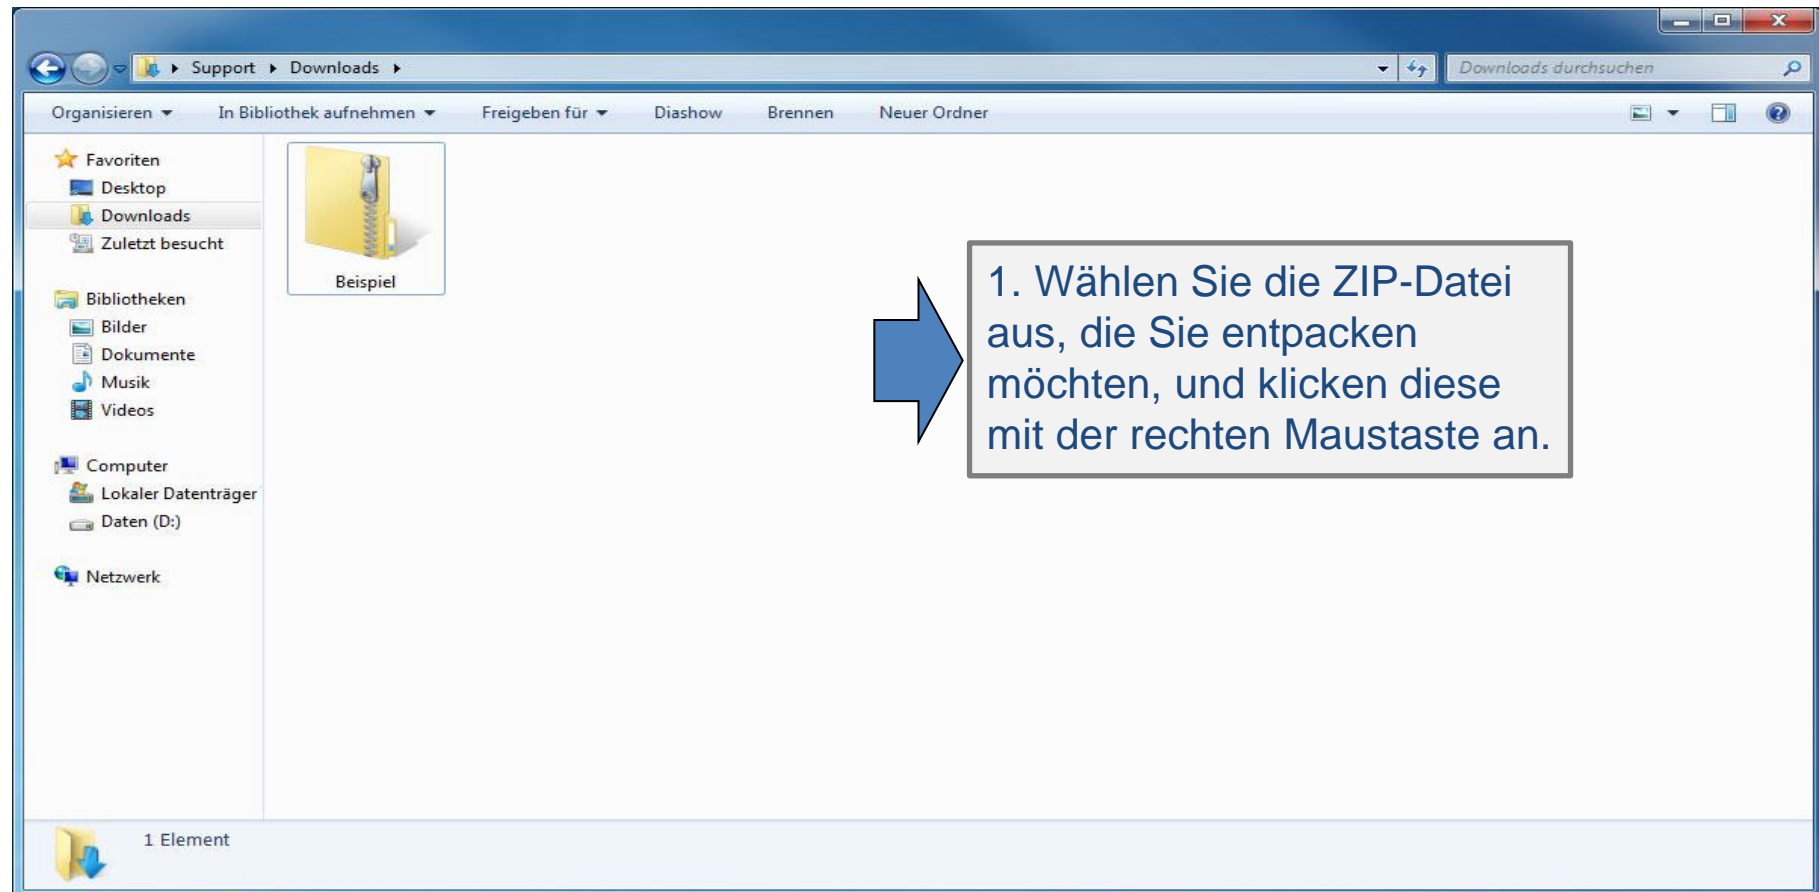 Support ▸ Downloads ▸
Downloads durchsuchen
Organisieren In Bibliothek aufnehmen Freigeben für Diashow Brennen Neuer Ordner
Favoriten
Desktop
Downloads
Zuletzt besucht
Bibliotheken
Bilder
Dokumente
Musik
Videos
Computer
Lokaler Datenträger
Daten (D:)
Netzwerk
Beispiel
1. Wählen Sie die ZIP-Datei
aus, die Sie entpacken
möchten, und klicken diese
mit der rechten Maustaste an.
1 Element